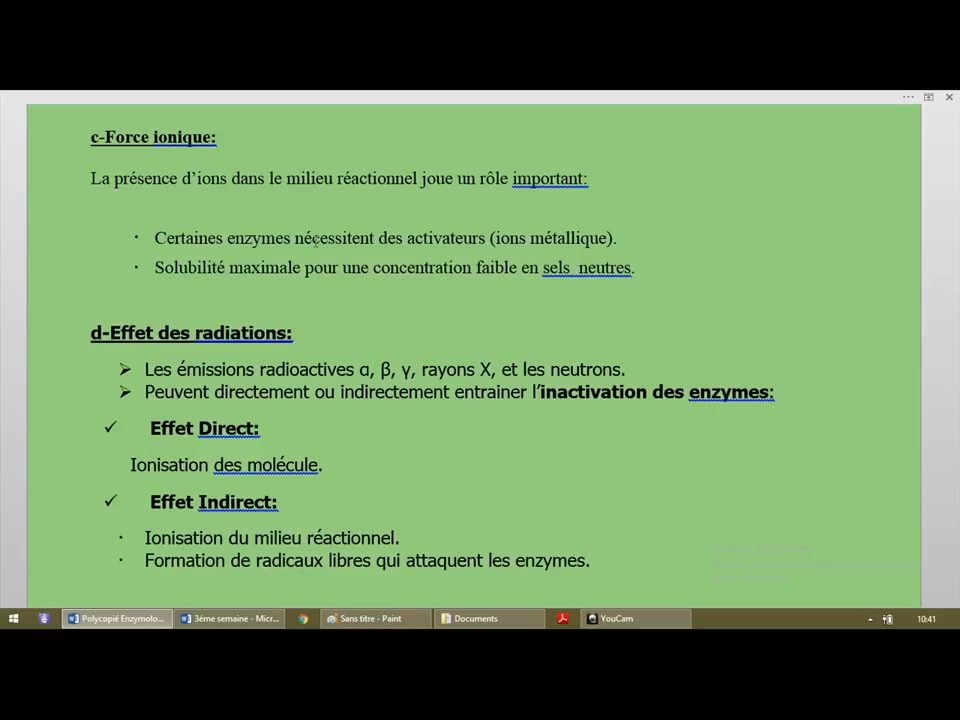 c-Force ionique:
La présence d’ions dans le milieu réactionnel joue un rôle important:
· Certaines enzymes nécessitent des activateurs (ions métallique).
· Solubilité maximale pour une concentration faible en sels neutres.
d-Effet des radiations:
➢ Les émissions radioactives α, β, γ, rayons X, et les neutrons.
➢ Peuvent directement ou indirectement entrainer l’inactivation des enzymes:
✓ Effet Direct:
Ionisation des molécule.
✓ Effet Indirect:
· Ionisation du milieu réactionnel.
· Formation de radicaux libres qui attaquent les enzymes.
Polycopié Enzymolo... 3éme semaine - Micr... Sans titre - Paint Documents YouCam 10:41